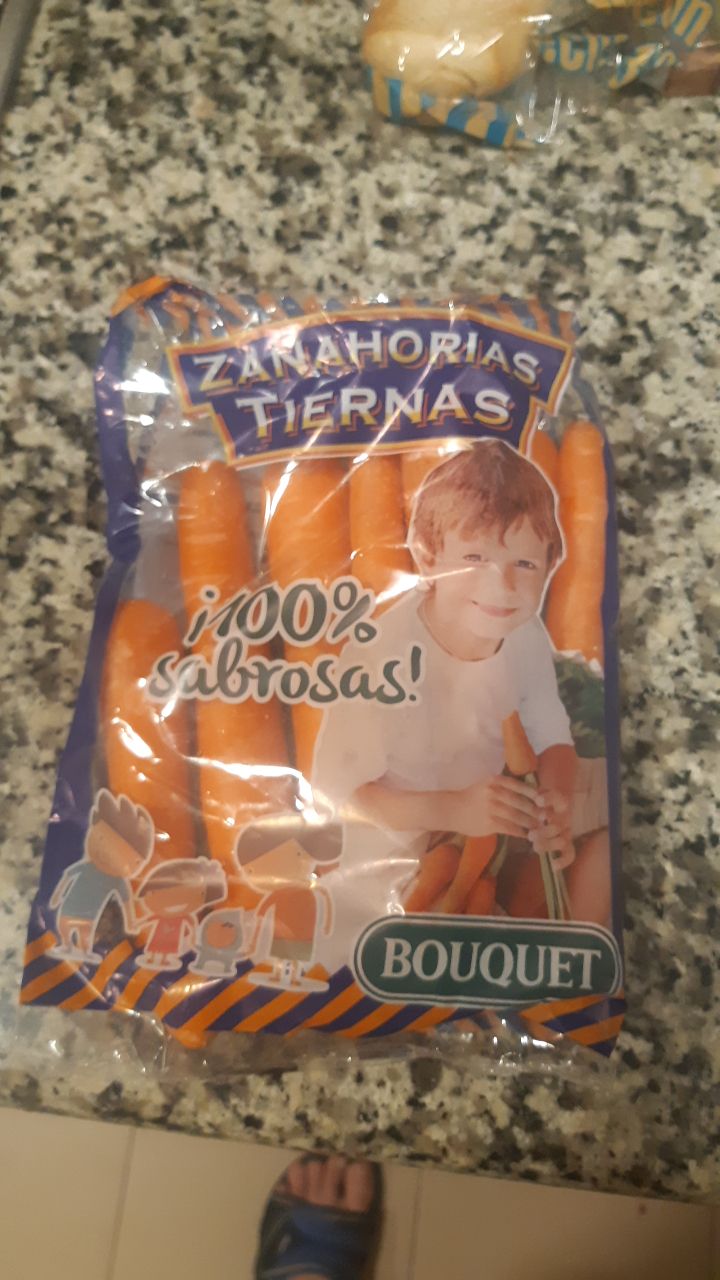 ZANAHORIAS
TIERNAS
¡100%
sabrosas!
BOUQUET